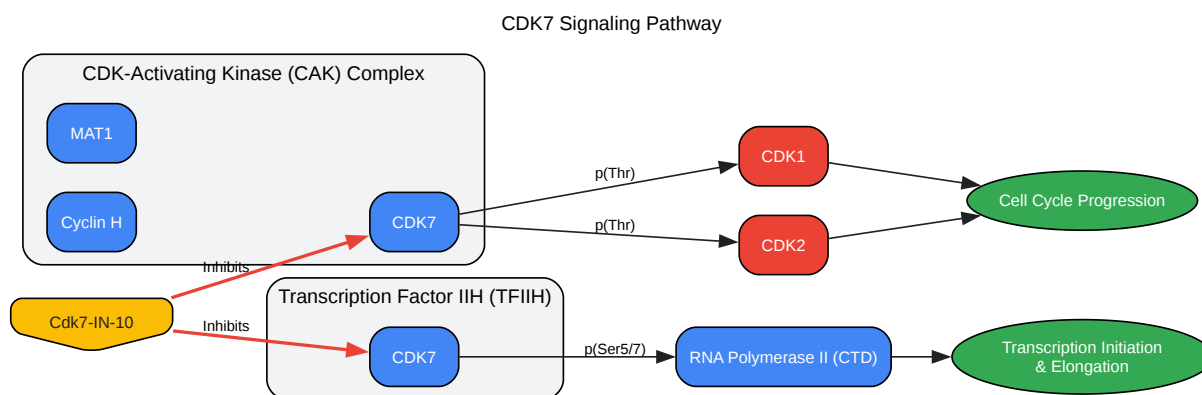 CDK7 Signaling Pathway
CDK-Activating Kinase (CAK) Complex
MAT1
Cyclin H
CDK7
p(Thr)
p(Thr)
CDK1
CDK2
Cell Cycle Progression
Inhibits
Cdk7-IN-10
Inhibits
Transcription Factor IIH (TFIIH)
CDK7
p(Ser5/7)
RNA Polymerase II (CTD)
Transcription Initiation
& Elongation